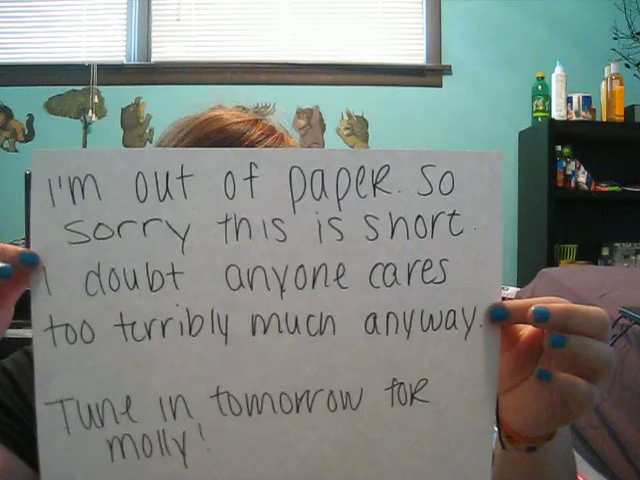 I'm out of paper. so
sorry this is short.
I doubt anyone cares
too terribly much anyway.
Tune in tomorrow for
molly!